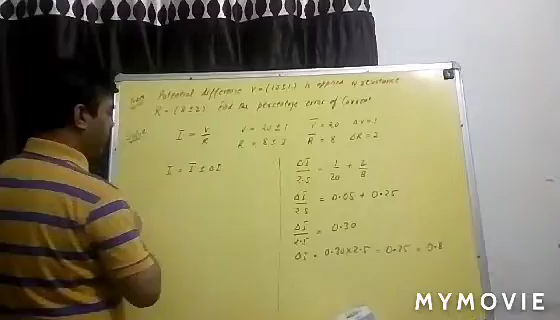 Potential difference V = (20 ± 1) is applied resistance
R = (8 ± 2) Find the percentage error of Current
I = V/R V = 20 ± 1 V̅ = 20 ΔV = 1
R = 8 ± 2 R̅ = 8 ΔR = 2
I = I̅ ± ΔI
ΔI/2.5 = 1/20 + 2/8
ΔI/2.5 = 0.05 + 0.25
ΔI/2.5 = 0.30
ΔI = 0.30 × 2.5 = 0.75 = 0.8
MYMOVIE